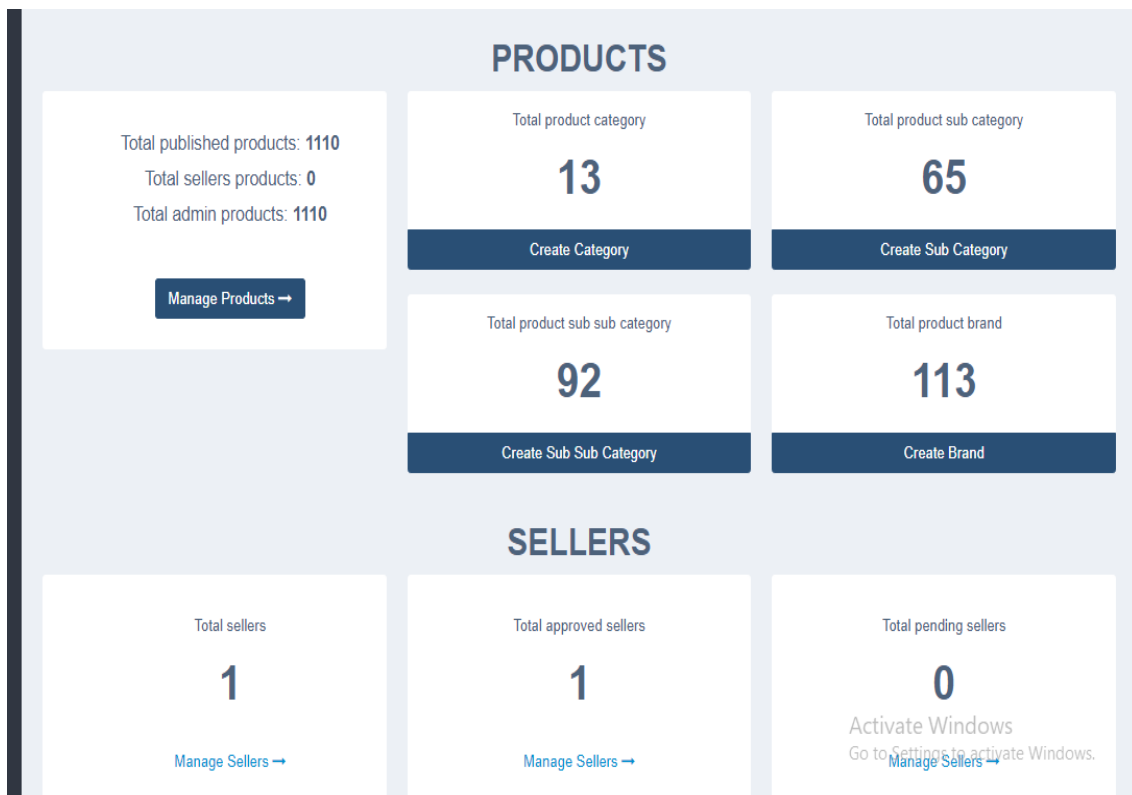 PRODUCTS
Total published products: 1110
Total sellers products: 0
Total admin products: 1110
Manage Products →
Total product category
13
Create Category
Total product sub category
65
Create Sub Category
Total product sub sub category
92
Create Sub Sub Category
Total product brand
113
Create Brand
SELLERS
Total sellers
1
Manage Sellers →
Total approved sellers
1
Manage Sellers →
Total pending sellers
0
Manage Sellers →
Activate Windows
Go to Settings to activate Windows.